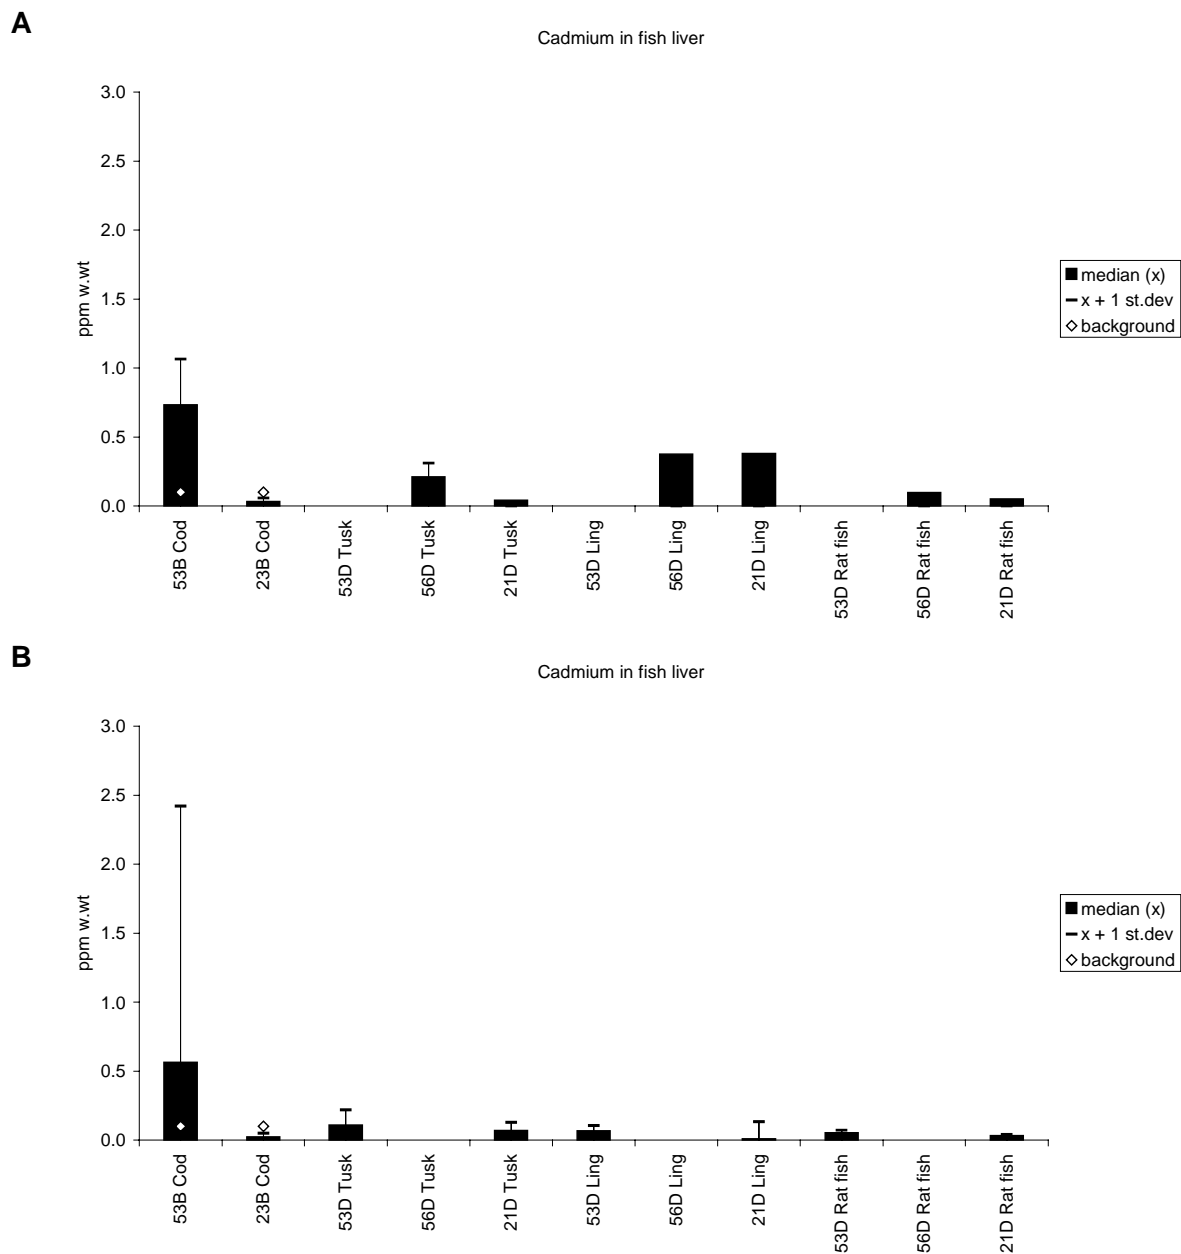 A
Cadmium in fish liver
3.0
2.5
2.0
1.5
1.0
0.5
0.0
ppm w.wt
53B Cod
23B Cod
53D Tusk
56D Tusk
21D Tusk
53D Ling
56D Ling
21D Ling
53D Rat fish
56D Rat fish
21D Rat fish
median (x)
x + 1 st.dev
background
B
Cadmium in fish liver
3.0
2.5
2.0
1.5
1.0
0.5
0.0
ppm w.wt
53B Cod
23B Cod
53D Tusk
56D Tusk
21D Tusk
53D Ling
56D Ling
21D Ling
53D Rat fish
56D Rat fish
21D Rat fish
median (x)
x + 1 st.dev
background